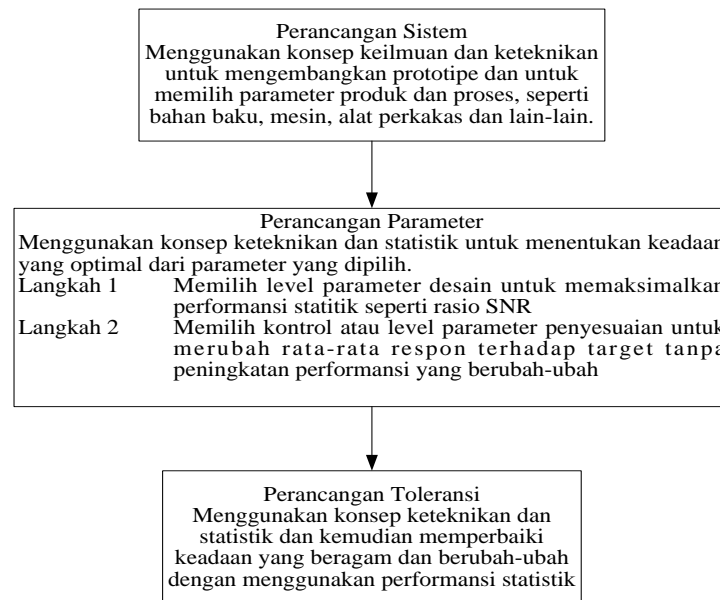 Perancangan Sistem
Menggunakan konsep keilmuan dan keteknikan
untuk mengembangkan prototipe dan untuk
memilih parameter produk dan proses, seperti
bahan baku, mesin, alat perkakas dan lain-lain.
Perancangan Parameter
Menggunakan konsep keteknikan dan statistik untuk menentukan keadaan
yang optimal dari parameter yang dipilih.
Langkah 1 Memilih level parameter desain untuk memaksimalkan
performansi statitik seperti rasio SNR
Langkah 2 Memilih kontrol atau level parameter penyesuaian untuk
merubah rata-rata respon terhadap target tanpa
peningkatan performansi yang berubah-ubah
Perancangan Toleransi
Menggunakan konsep keteknikan dan
statistik dan kemudian memperbaiki
keadaan yang beragam dan berubah-ubah
dengan menggunakan performansi statistik